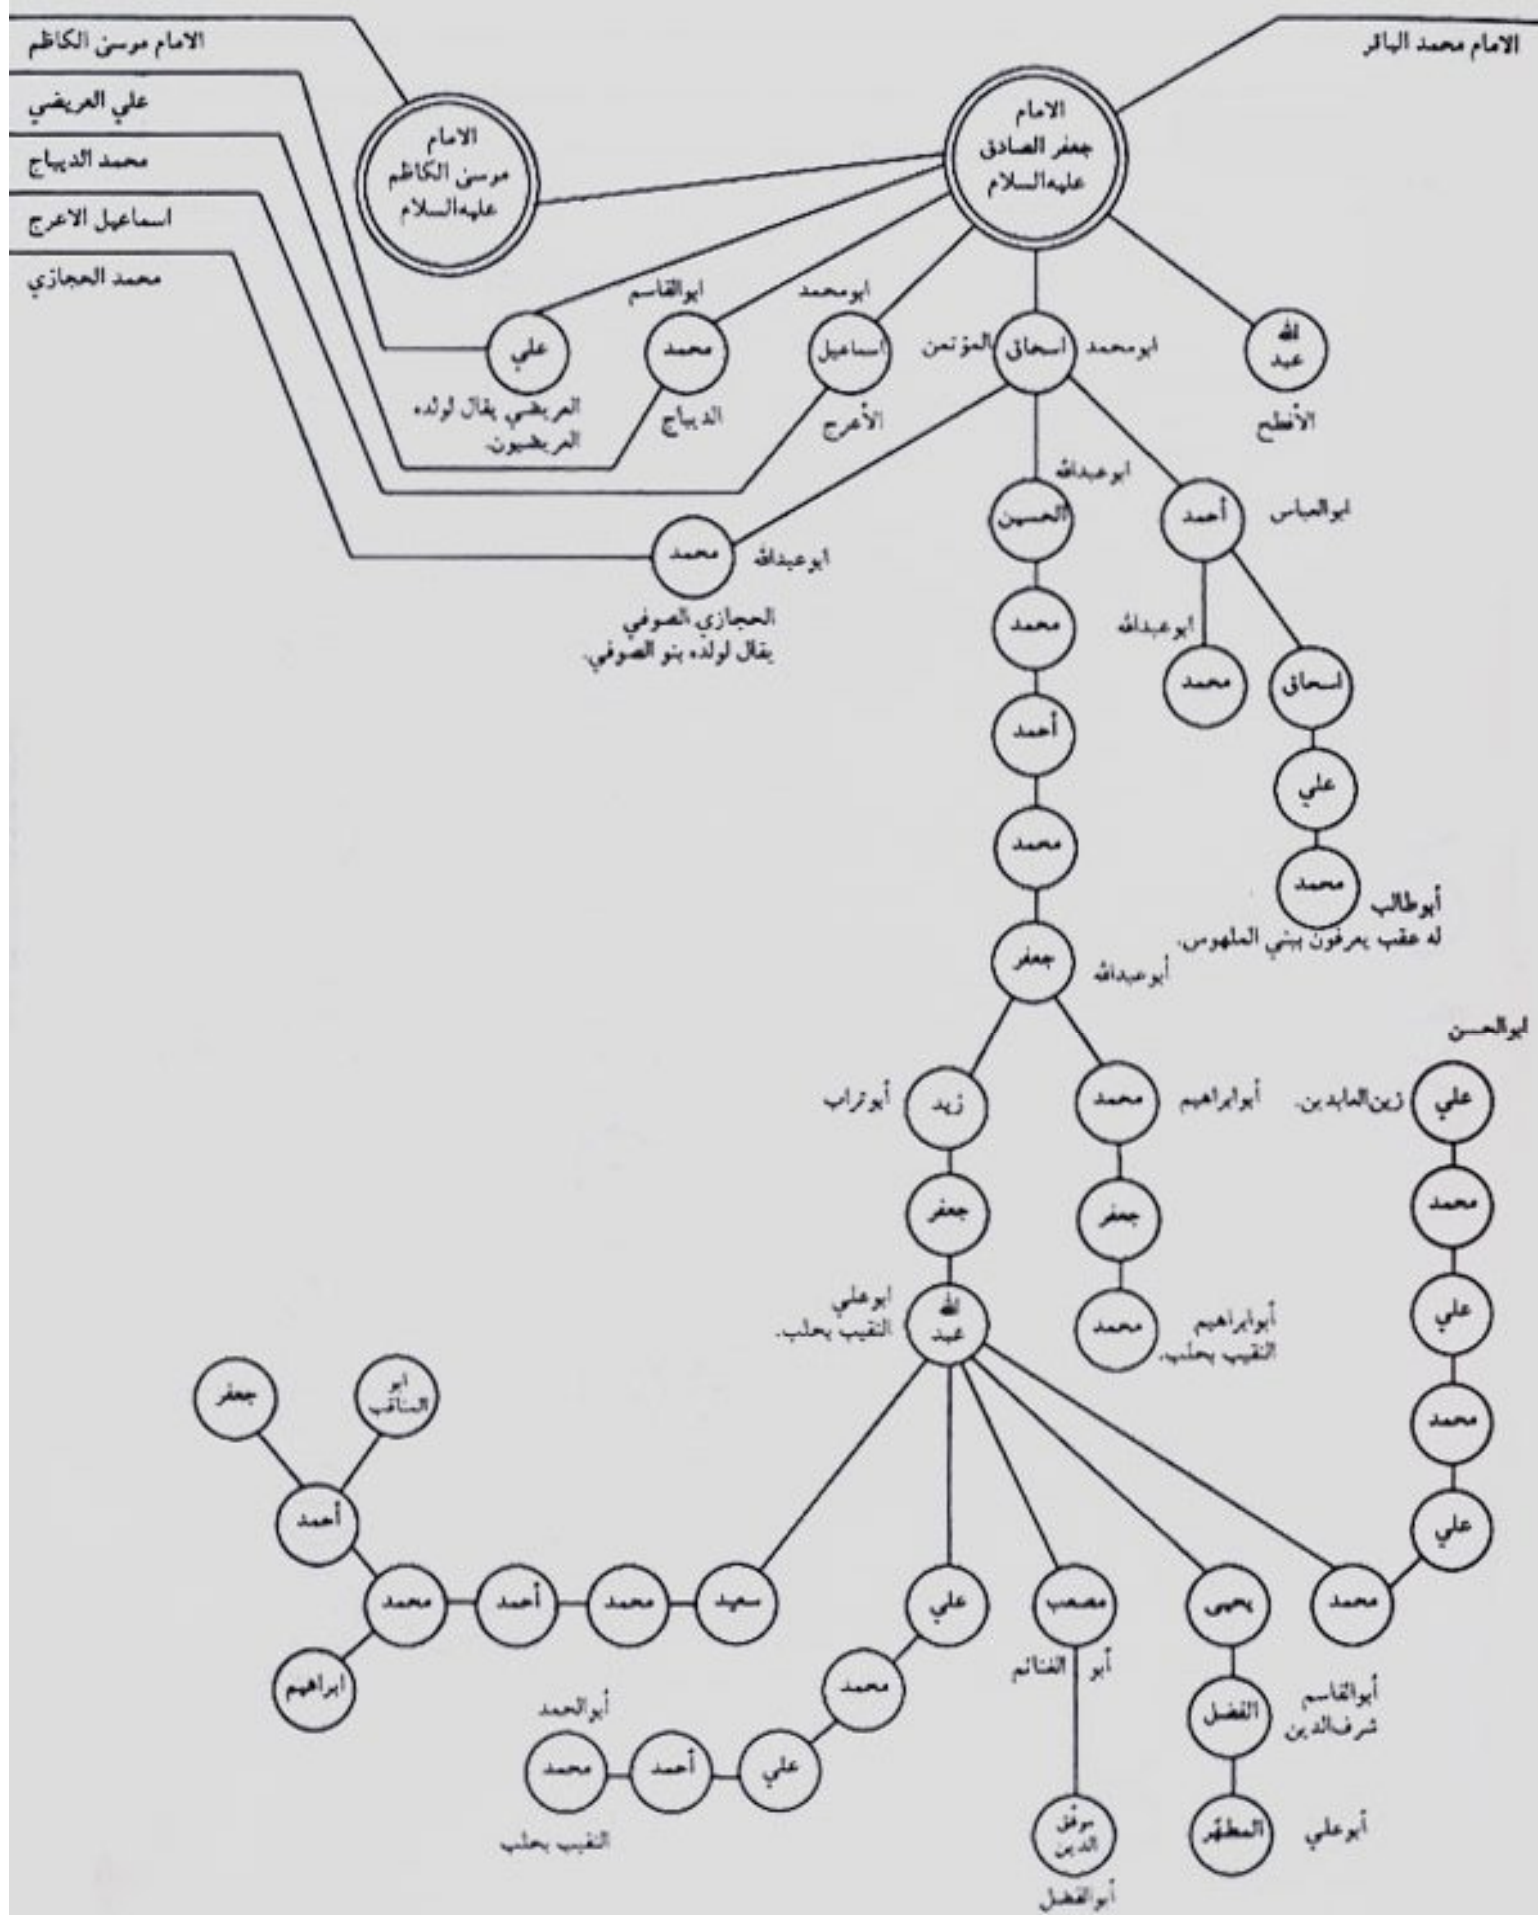 الامام محمد الباقر
الامام موسى الكاظم
علي العريضي
محمد الديباج
اسماعيل الاعرج
محمد الحجازي
الامام
جعفر الصادق
عليه‌السلام
الامام
موسى الكاظم
عليه‌السلام
الله
عبد
الأفطح
ابومحمد
اسحاق
المؤتمن
ابومحمد
اسماعيل
الأعرج
ابوالقاسم
محمد
الديباج
علي
العريضي يقال لولده
العريضيون.
ابوالعباس
أحمد
ابوعبدالله
الحسين
ابوعبدالله
محمد
الحجازي الصوفي
يقال لولده بنو الصوفي.
اسحاق
ابوعبدالله
محمد
محمد
أحمد
علي
محمد
محمد
أبوطالب
له عقب يعرفون ببني الملهوس.
جعفر
أبوعبدالله
ابوالحسن
علي
زين‌العابدين.
أبوابراهيم
محمد
زيد
أبوتراب
محمد
جعفر
جعفر
علي
أبوابراهيم
النقيب بحلب.
محمد
الله
عبد
ابوعلي
النقيب بحلب.
محمد
ابو
المناقب
جعفر
علي
أحمد
محمد
يحيى
مصعب
أبو الغنائم
علي
سعيد
محمد
أحمد
محمد
ابراهيم
أبوالقاسم
شرف‌الدين
الفضل
محمد
علي
أحمد
أبوالحمد
محمد
النقيب بحلب
أبوعلي
المطهّر
موفّق
الدين
أبوالفضل